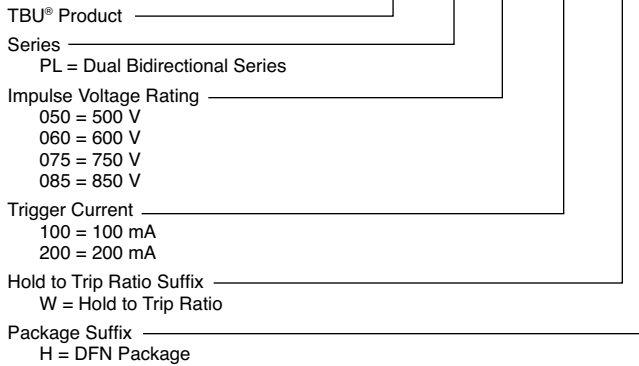 TBU® Product
Series
PL = Dual Bidirectional Series
Impulse Voltage Rating
050 = 500 V
060 = 600 V
075 = 750 V
085 = 850 V
Trigger Current
100 = 100 mA
200 = 200 mA
Hold to Trip Ratio Suffix
W = Hold to Trip Ratio
Package Suffix
H = DFN Package